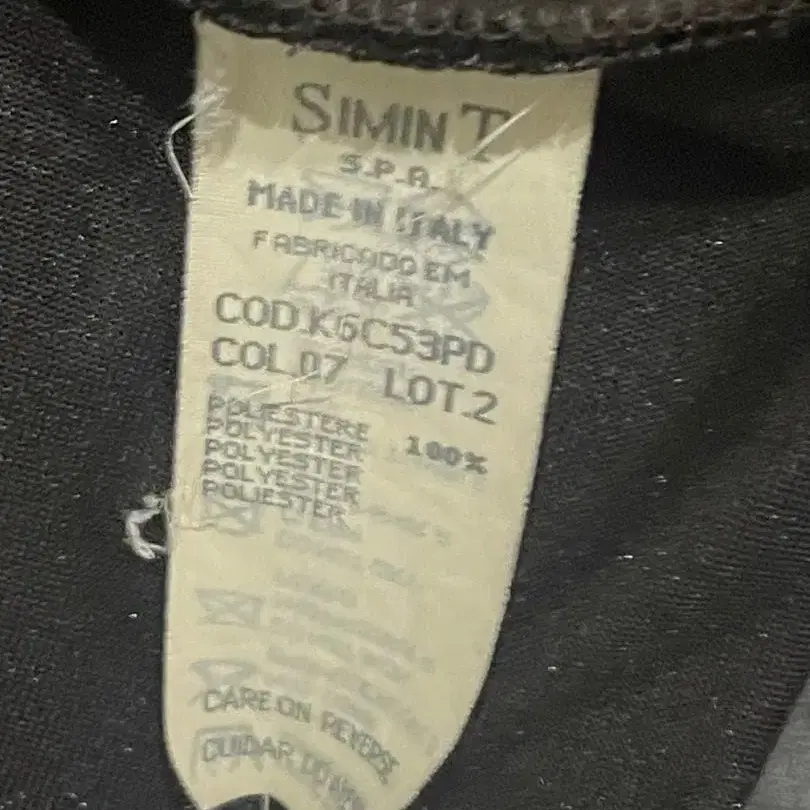 SIMINT
S.P.A.
MADE IN ITALY
FABRICADO EM
ITALIA
COD.K6C53PD
COL.07 LOT.2
POLIESTERE 100%
POLYESTER
POLYESTER
POLYESTER
POLIESTER
CARE ON REVERSE
CUIDAR DO